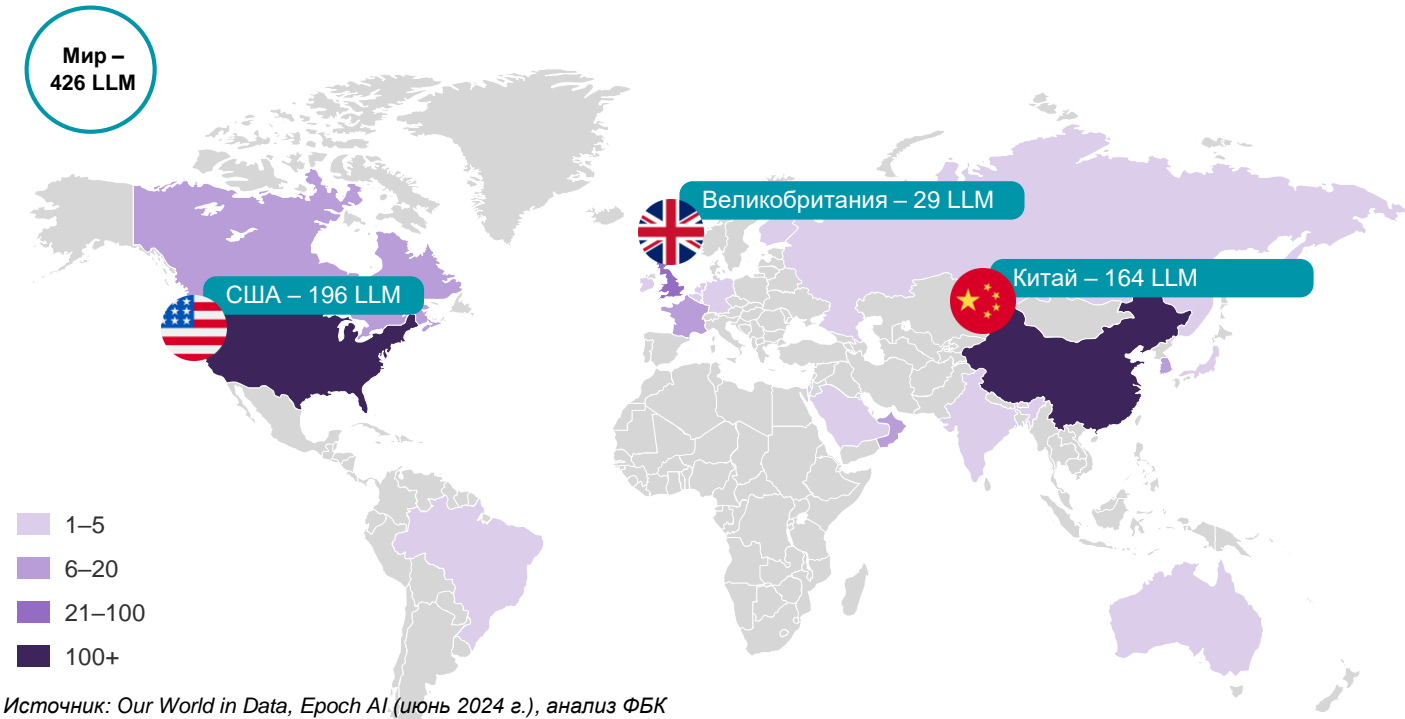 Мир –
426 LLM
Великобритания – 29 LLM
Китай – 164 LLM
США – 196 LLM
1–5
6–20
21–100
100+
Источник: Our World in Data, Epoch AI (июнь 2024 г.), анализ ФБК